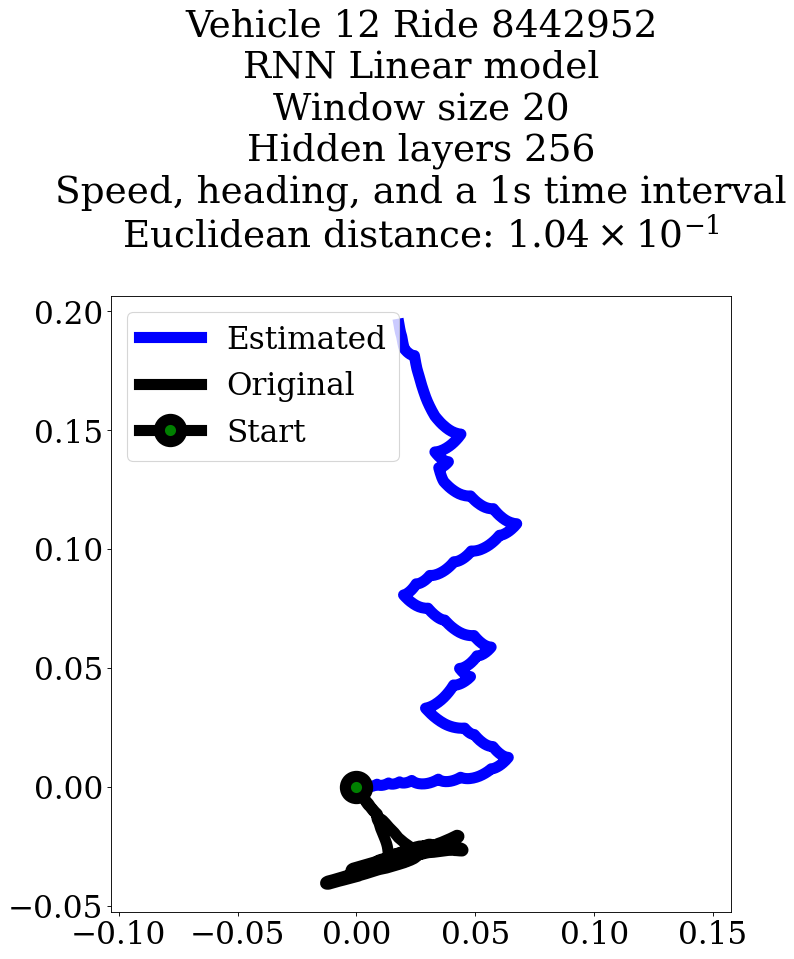 Vehicle 12 Ride 8442952
RNN Linear model
Window size 20
Hidden layers 256
Speed, heading, and a 1s time interval
Euclidean distance: 1.04 × 10⁻¹
Estimated
Original
Start
0.20
0.15
0.10
0.05
0.00
−0.05
−0.10 −0.05 0.00 0.05 0.10 0.15